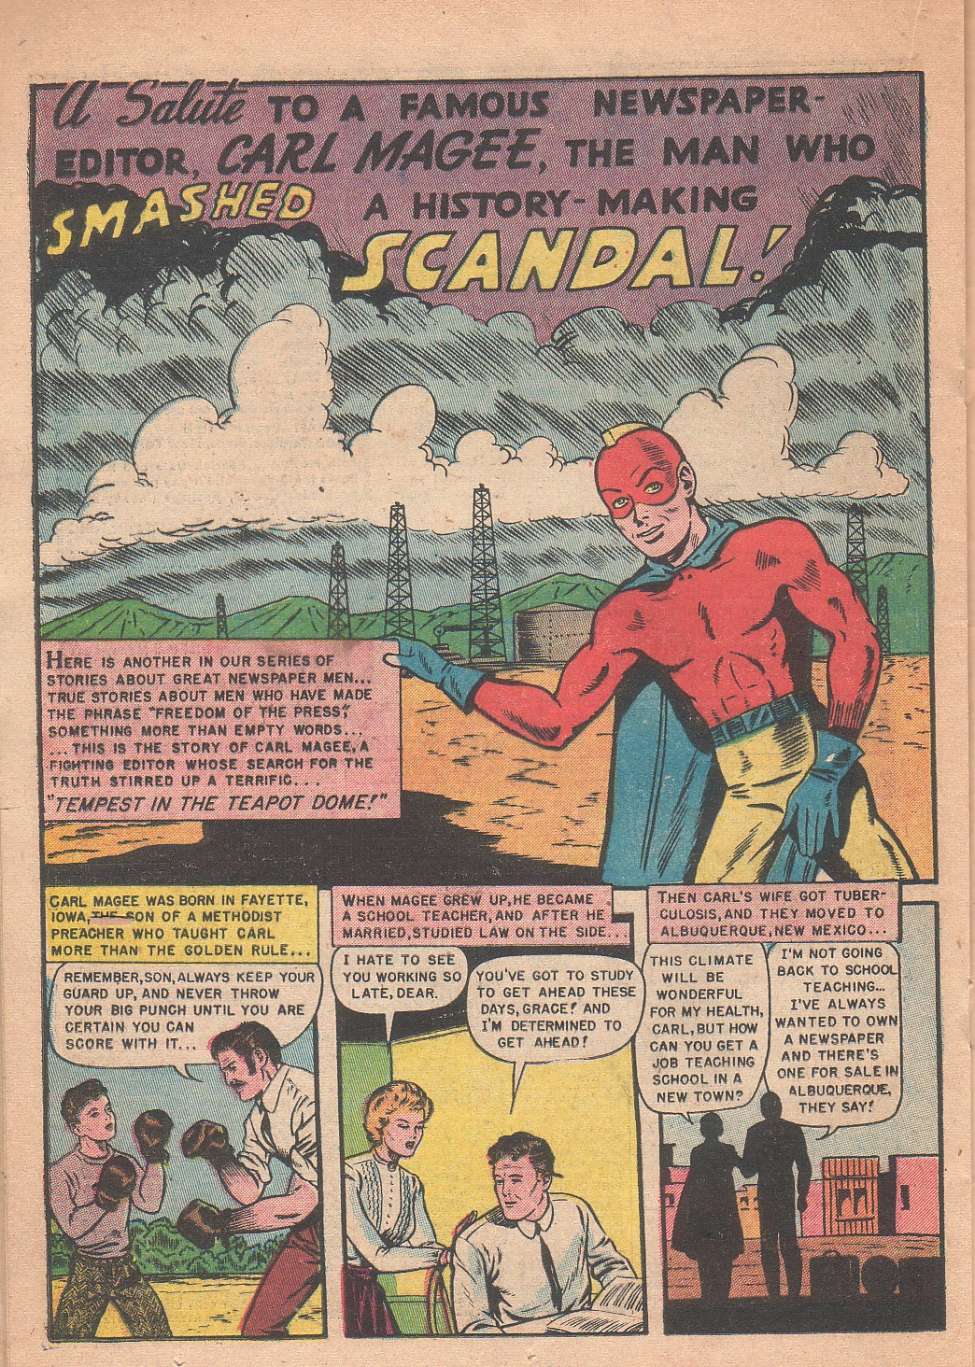 A Salute TO A FAMOUS NEWSPAPER-
EDITOR, CARL MAGEE, THE MAN WHO
SMASHED A HISTORY-MAKING
SCANDAL!
HERE IS ANOTHER IN OUR SERIES OF
STORIES ABOUT GREAT NEWSPAPER MEN...
TRUE STORIES ABOUT MEN WHO HAVE MADE
THE PHRASE "FREEDOM OF THE PRESS,"
SOMETHING MORE THAN EMPTY WORDS...
...THIS IS THE STORY OF CARL MAGEE, A
FIGHTING EDITOR WHOSE SEARCH FOR THE
TRUTH STIRRED UP A TERRIFIC...
"TEMPEST IN THE TEAPOT DOME!"
CARL MAGEE WAS BORN IN FAYETTE,
IOWA, THE SON OF A METHODIST
PREACHER WHO TAUGHT CARL
MORE THAN THE GOLDEN RULE...
REMEMBER, SON, ALWAYS KEEP YOUR
GUARD UP, AND NEVER THROW
YOUR BIG PUNCH UNTIL YOU ARE
CERTAIN YOU CAN
SCORE WITH IT...
WHEN MAGEE GREW UP, HE BECAME
A SCHOOL TEACHER, AND AFTER HE
MARRIED, STUDIED LAW ON THE SIDE...
I HATE TO SEE
YOU WORKING SO
LATE, DEAR.
YOU'VE GOT TO STUDY
TO GET AHEAD THESE
DAYS, GRACE! AND
I'M DETERMINED TO
GET AHEAD!
THEN CARL'S WIFE GOT TUBER-
CULOSIS, AND THEY MOVED TO
ALBUQUERQUE, NEW MEXICO...
THIS CLIMATE
WILL BE
WONDERFUL
FOR MY HEALTH,
CARL, BUT HOW
CAN YOU GET A
JOB TEACHING
SCHOOL IN A
NEW TOWN?
I'M NOT GOING
BACK TO SCHOOL
TEACHING...
I'VE ALWAYS
WANTED TO OWN
A NEWSPAPER
AND THERE'S
ONE FOR SALE IN
ALBUQUERQUE,
THEY SAY!